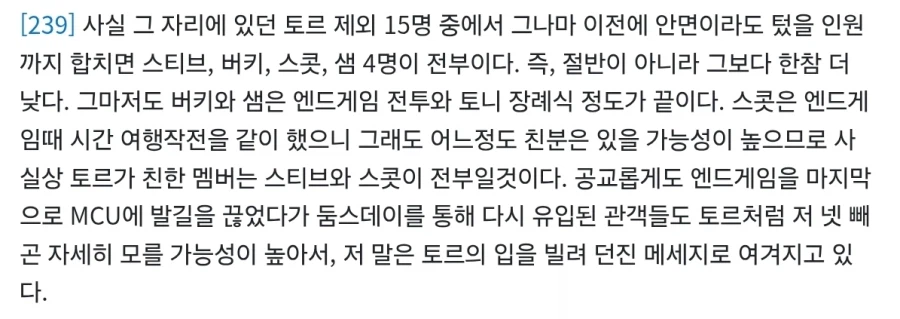 [239] 사실 그 자리에 있던 토르 제외 15명 중에서 그나마 이전에 안면이라도 텄을 인원
까지 합치면 스티브, 버키, 스콧, 샘 4명이 전부이다. 즉, 절반이 아니라 그보다 한참 더
낮다. 그마저도 버키와 샘은 엔드게임 전투와 토니 장례식 정도가 끝이다. 스콧은 엔드게
임때 시간 여행작전을 같이 했으니 그래도 어느정도 친분은 있을 가능성이 높으므로 사
실상 토르가 친한 멤버는 스티브와 스콧이 전부일것이다. 공교롭게도 엔드게임을 마지막
으로 MCU에 발길을 끊었다가 둠스데이를 통해 다시 유입된 관객들도 토르처럼 저 넷 빼
곤 자세히 모를 가능성이 높아서, 저 말은 토르의 입을 빌려 던진 메세지로 여겨지고 있
다.